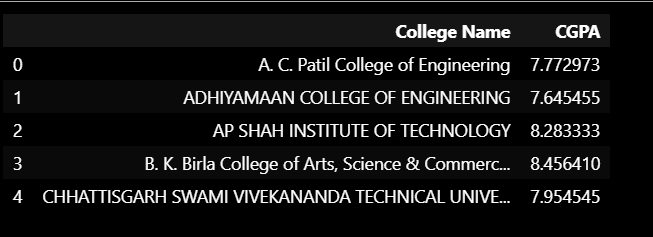 College Name CGPA
0 A. C. Patil College of Engineering 7.772973
1 ADHIYAMAAN COLLEGE OF ENGINEERING 7.645455
2 AP SHAH INSTITUTE OF TECHNOLOGY 8.283333
3 B. K. Birla College of Arts, Science & Commerc... 8.456410
4 CHHATTISGARH SWAMI VIVEKANANDA TECHNICAL UNIVE... 7.954545